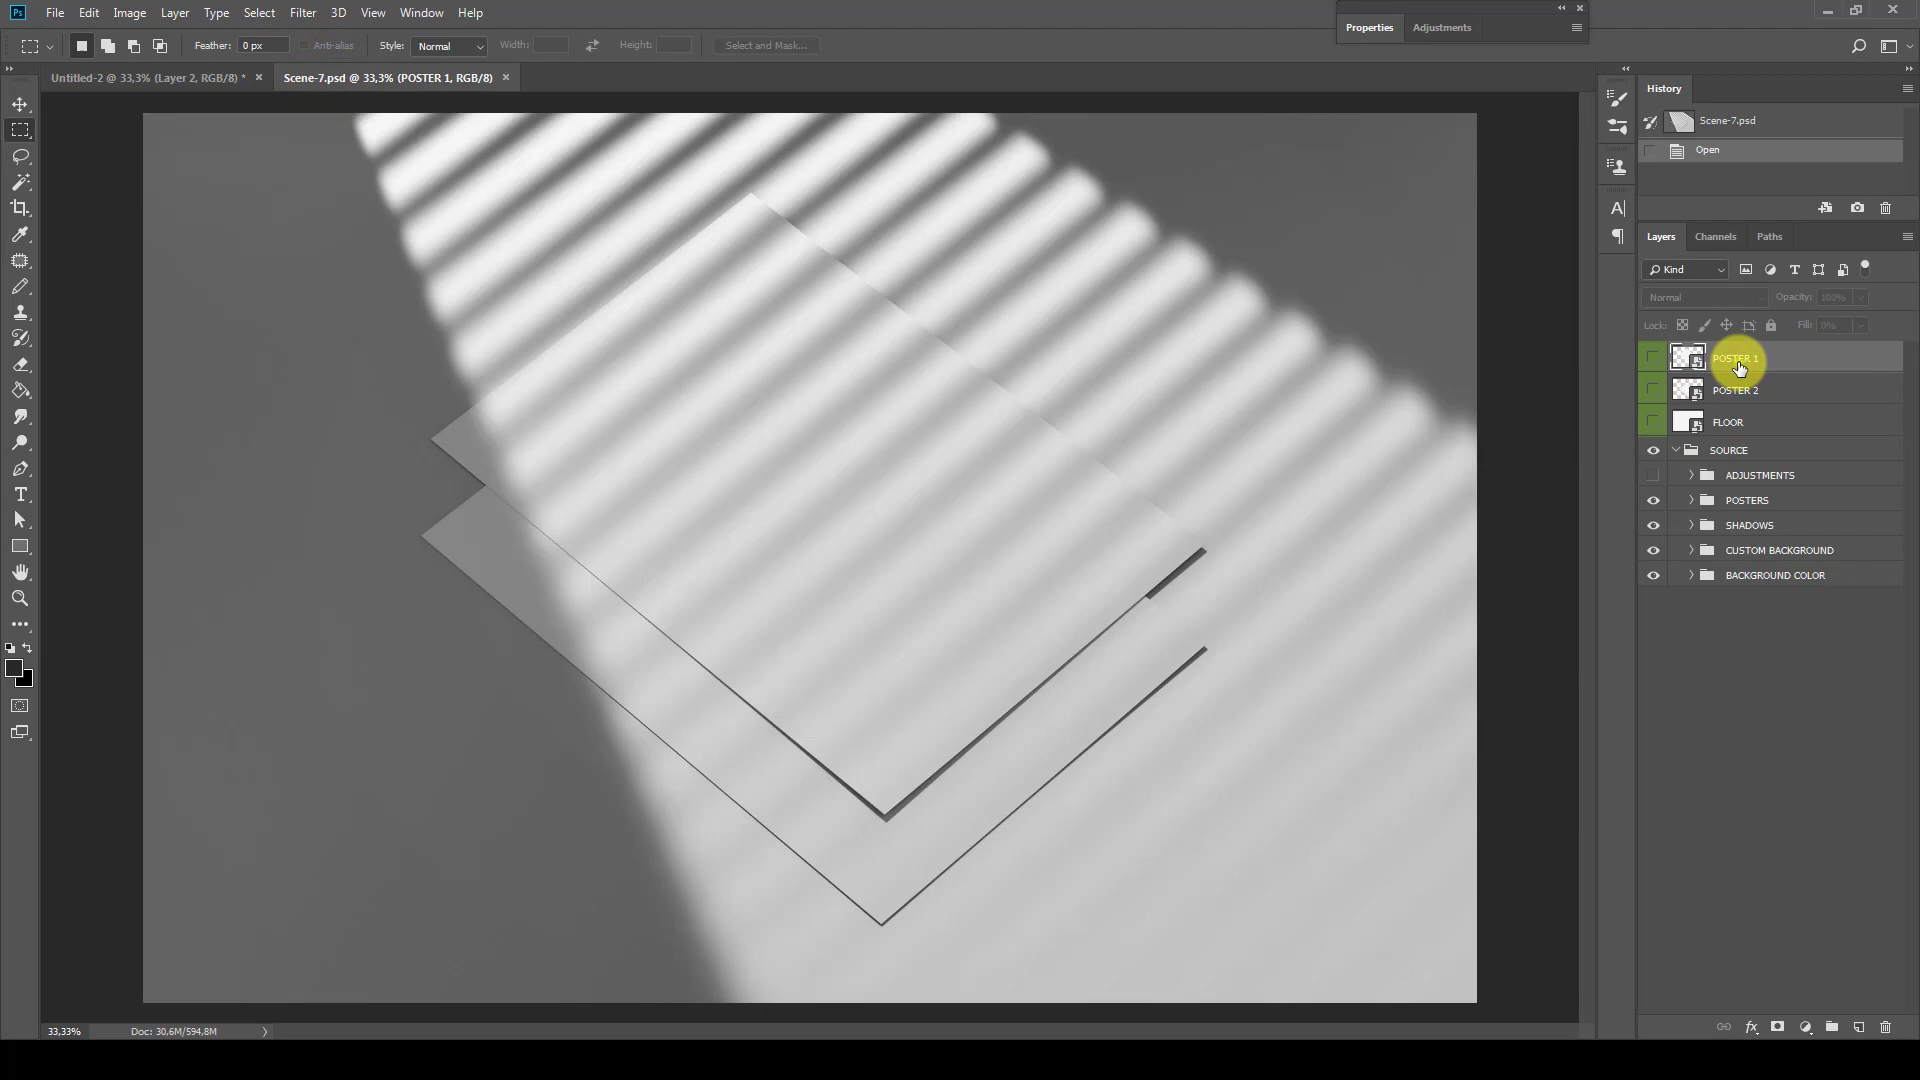 Ps File Edit Image Layer Type Select Filter 3D View Window Help
Properties Adjustments
Feather: 0 px Anti-alias Style: Normal Width: Height: Select and Mask...
Untitled-2 @ 33,3% (Layer 2, RGB/8) * × Scene-7.psd @ 33,3% (POSTER 1, RGB/8) ×
History
Scene-7.psd
Open
Layers Channels Paths
Kind
Normal Opacity: 100%
Lock: Fill: 0%
POSTER 1
POSTER 2
FLOOR
SOURCE
ADJUSTMENTS
POSTERS
SHADOWS
CUSTOM BACKGROUND
BACKGROUND COLOR
33,33% Doc: 30,6M/594,8M